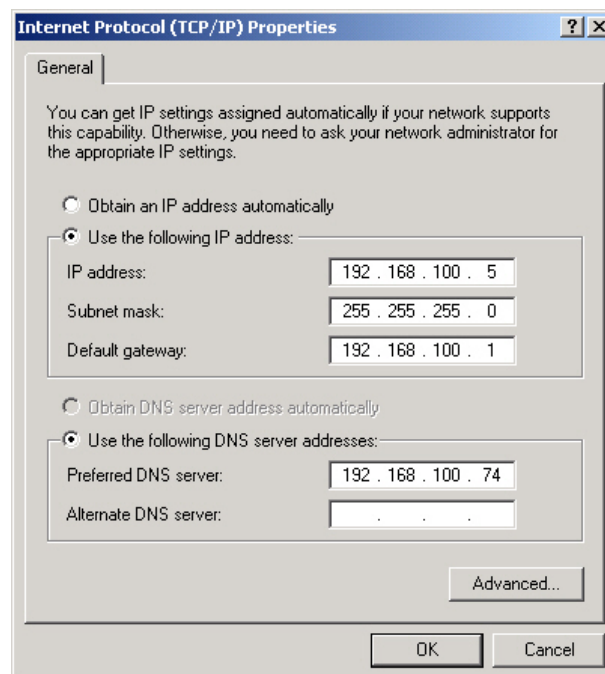 Internet Protocol (TCP/IP) Properties
General
You can get IP settings assigned automatically if your network supports
this capability. Otherwise, you need to ask your network administrator for
the appropriate IP settings.
Obtain an IP address automatically
Use the following IP address:
IP address: 192 . 168 . 100 . 5
Subnet mask: 255 . 255 . 255 . 0
Default gateway: 192 . 168 . 100 . 1
Obtain DNS server address automatically
Use the following DNS server addresses:
Preferred DNS server: 192 . 168 . 100 . 74
Alternate DNS server: . . .
Advanced...
OK Cancel